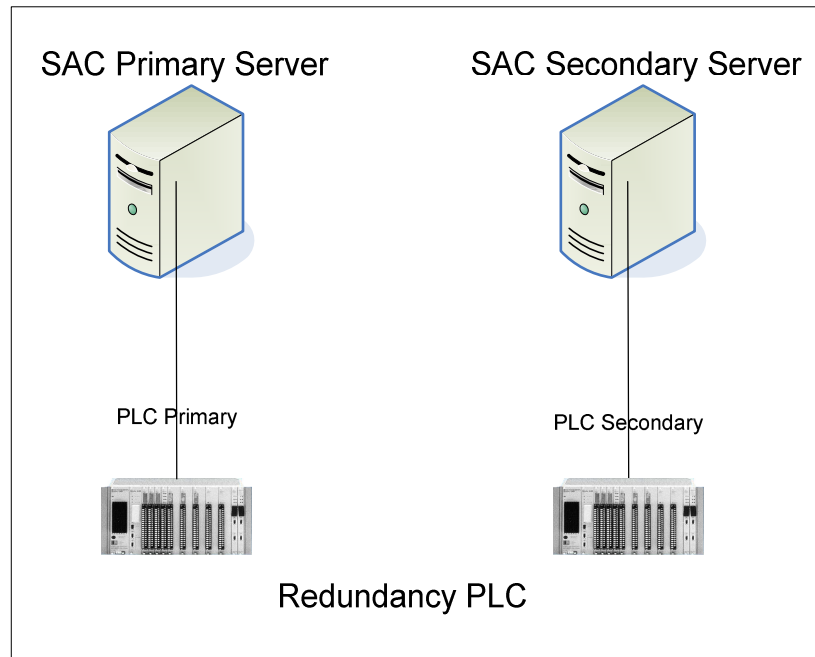 SAC Primary Server
SAC Secondary Server
PLC Primary
PLC Secondary
Redundancy PLC